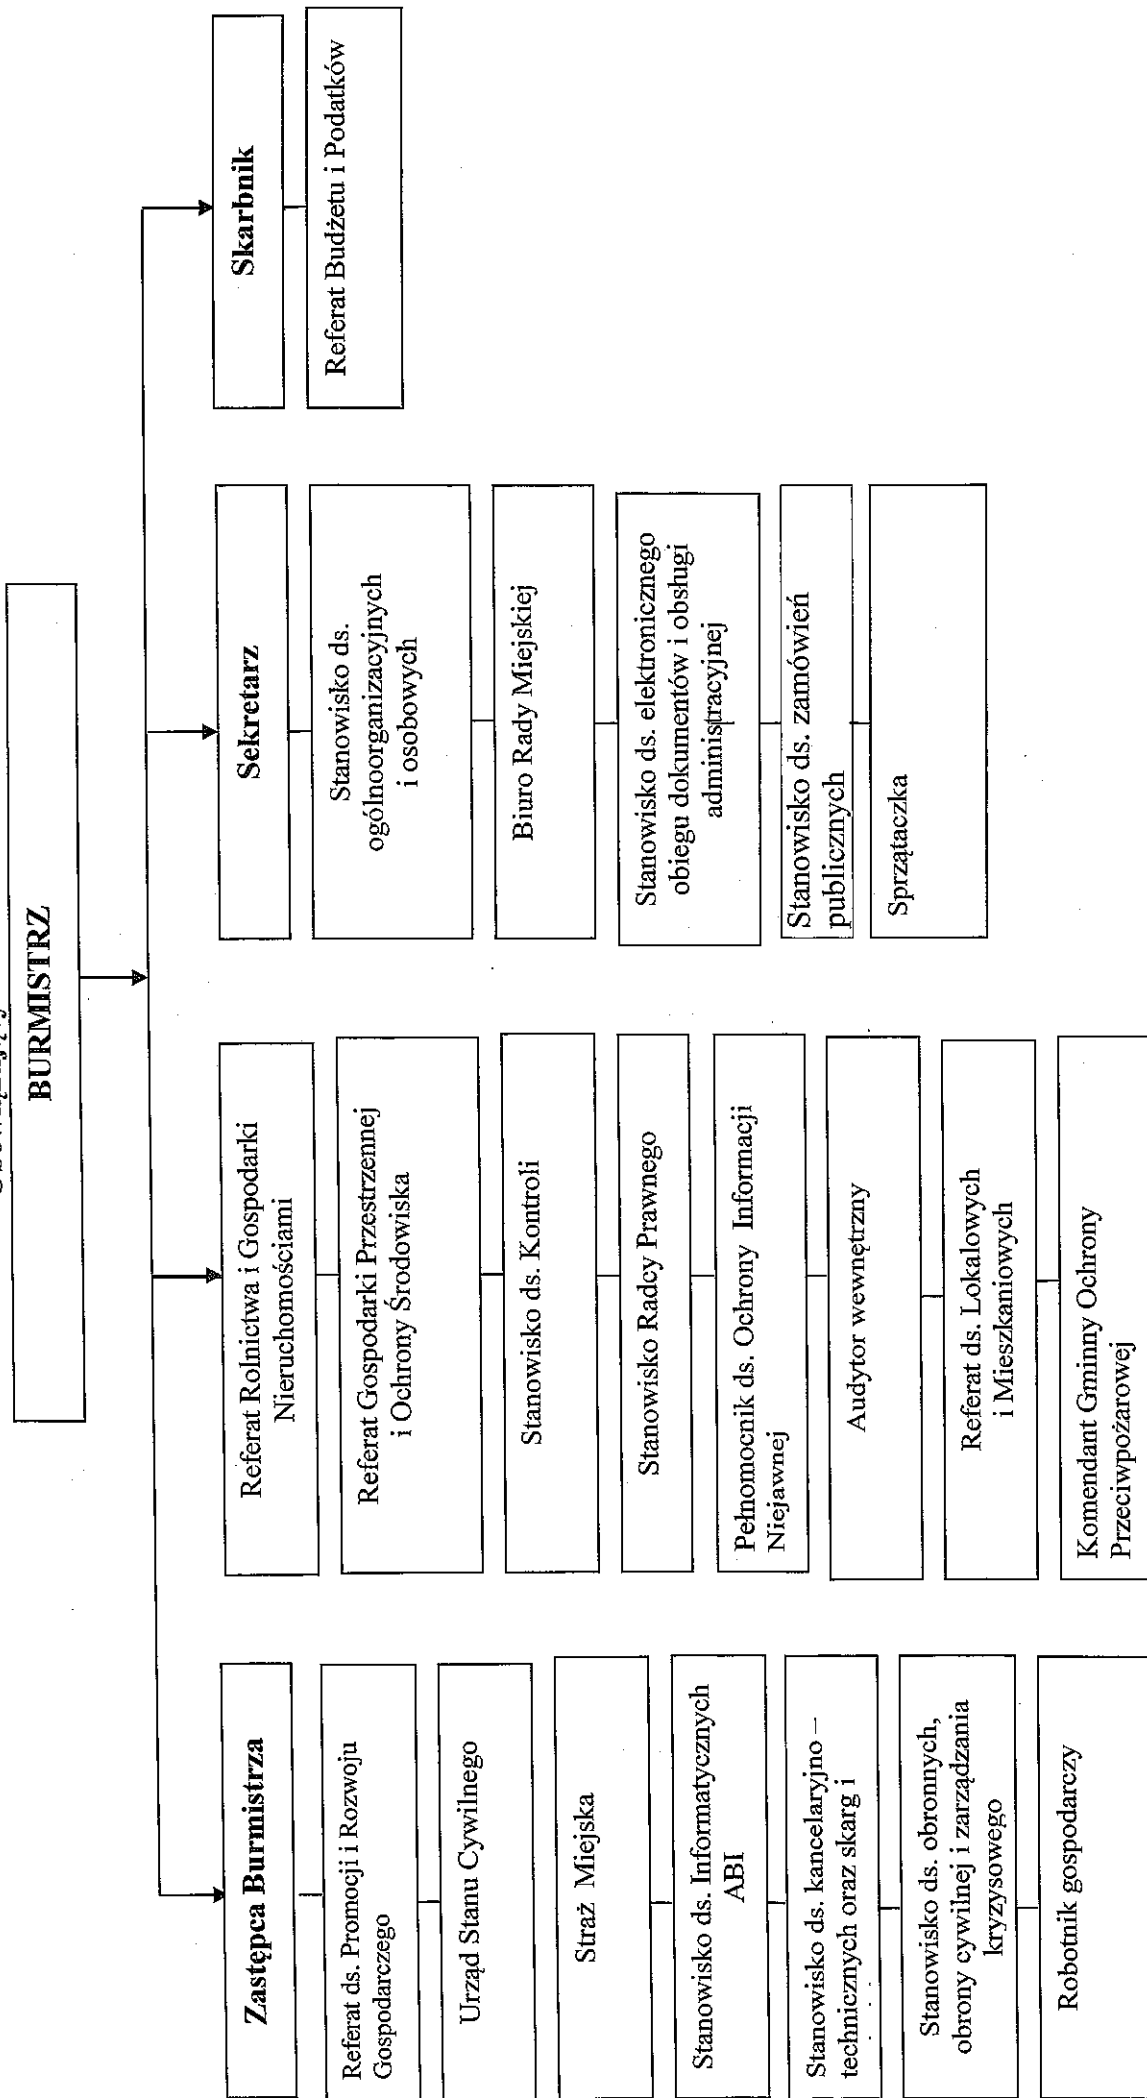 BURMISTRZ
Zastępca Burmistrza
Referat ds. Promocji i Rozwoju
Gospodarczego
Urząd Stanu Cywilnego
Straż Miejska
Stanowisko ds. Informatycznych
ABI
Stanowisko ds. kancelaryjno –
technicznych oraz skarg i
Stanowisko ds. obronnych,
obrony cywilnej i zarządzania
kryzysowego
Robotnik gospodarczy
Referat Rolnictwa i Gospodarki
Nieruchomościami
Referat Gospodarki Przestrzennej
i Ochrony Środowiska
Stanowisko ds. Kontroli
Stanowisko Radcy Prawnego
Pełnomocnik ds. Ochrony Informacji
Niejawnej
Audytor wewnętrzny
Referat ds. Lokalowych
i Mieszkaniowych
Komendant Gminny Ochrony
Przeciwpożarowej
Sekretarz
Stanowisko ds.
ogólnoorganizacyjnych
i osobowych
Biuro Rady Miejskiej
Stanowisko ds. elektronicznego
obiegu dokumentów i obsługi
administracyjnej
Stanowisko ds. zamówień
publicznych
Sprzątaczka
Skarbnik
Referat Budżetu i Podatków